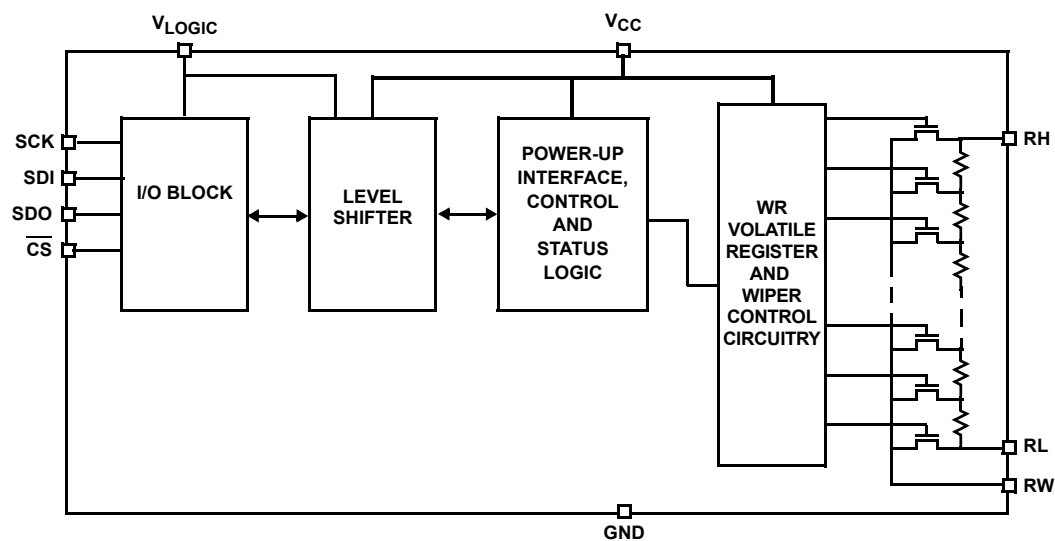 VLOGIC
VCC
SCK
SDI
SDO
CS
I/O BLOCK
LEVEL
SHIFTER
POWER-UP
INTERFACE,
CONTROL
AND
STATUS
LOGIC
WR
VOLATILE
REGISTER
AND
WIPER
CONTROL
CIRCUITRY
RH
RL
RW
GND